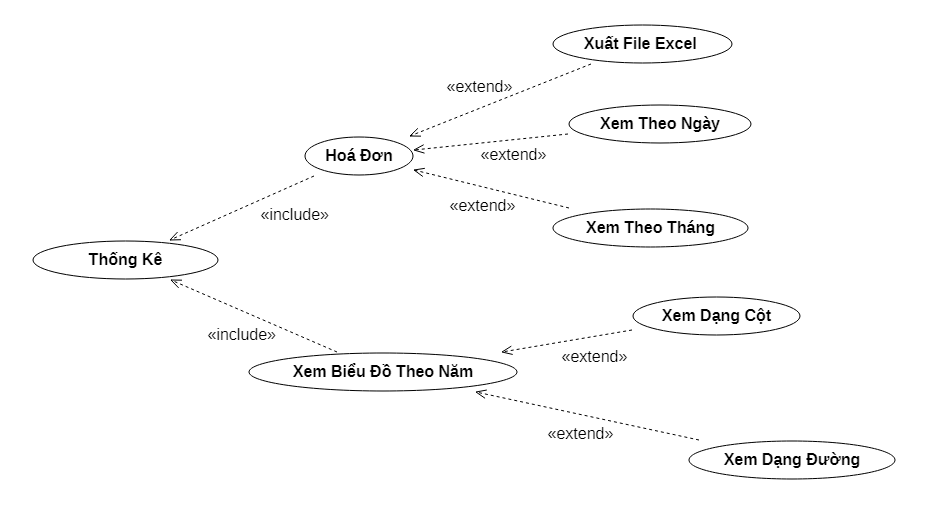 Xuất File Excel
«extend»
Xem Theo Ngày
«extend»
Hoá Đơn
«extend»
«include»
Xem Theo Tháng
Thống Kê
Xem Dạng Cột
«include»
«extend»
Xem Biểu Đồ Theo Năm
«extend»
Xem Dạng Đường